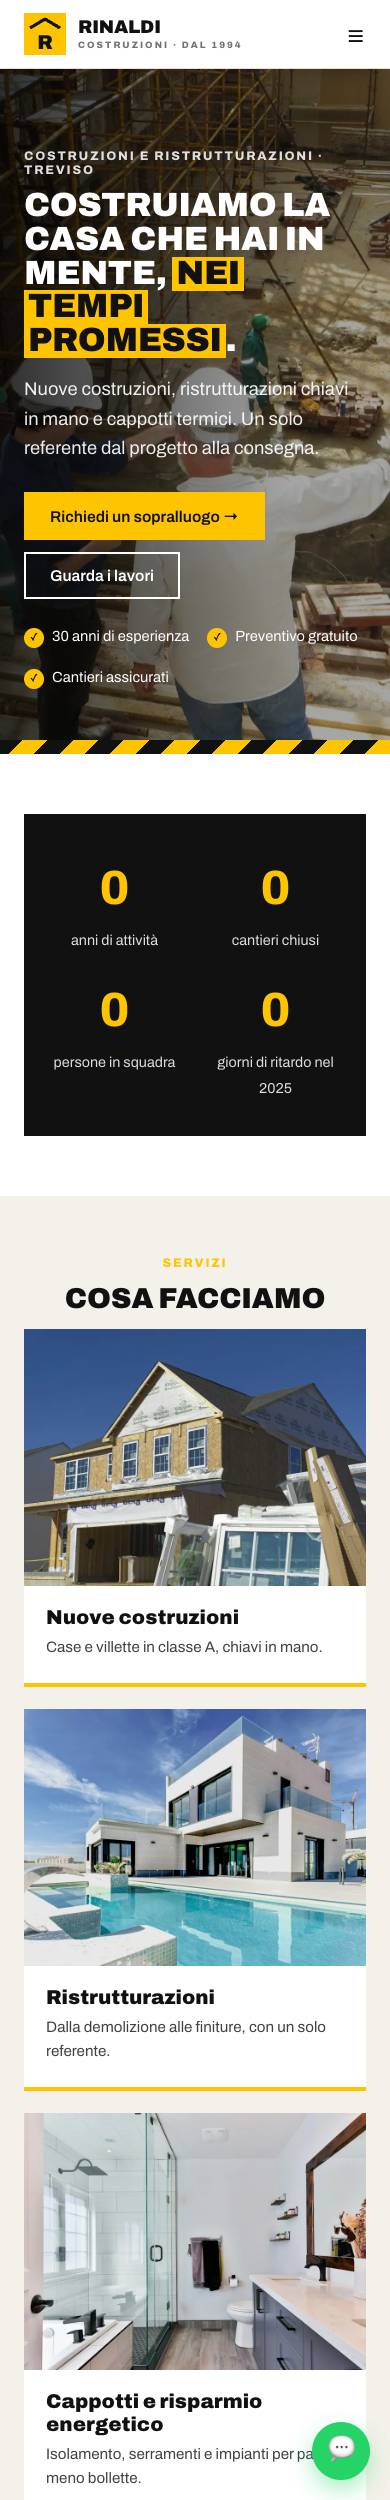 R
RINALDI
COSTRUZIONI · DAL 1994
COSTRUZIONI E RISTRUTTURAZIONI ·
TREVISO
COSTRUIAMO LA
CASA CHE HAI IN
MENTE, NEI
TEMPI
PROMESSI.
Nuove costruzioni, ristrutturazioni chiavi
in mano e cappotti termici. Un solo
referente dal progetto alla consegna.
Richiedi un sopralluogo →
Guarda i lavori
✓ 30 anni di esperienza ✓ Preventivo gratuito
✓ Cantieri assicurati
0 0
anni di attività cantieri chiusi
0 0
persone in squadra giorni di ritardo nel
2025
SERVIZI
COSA FACCIAMO
Nuove costruzioni
Case e villette in classe A, chiavi in mano.
Ristrutturazioni
Dalla demolizione alle finiture, con un solo
referente.
Cappotti e risparmio
energetico
Isolamento, serramenti e impianti per
meno bollette.